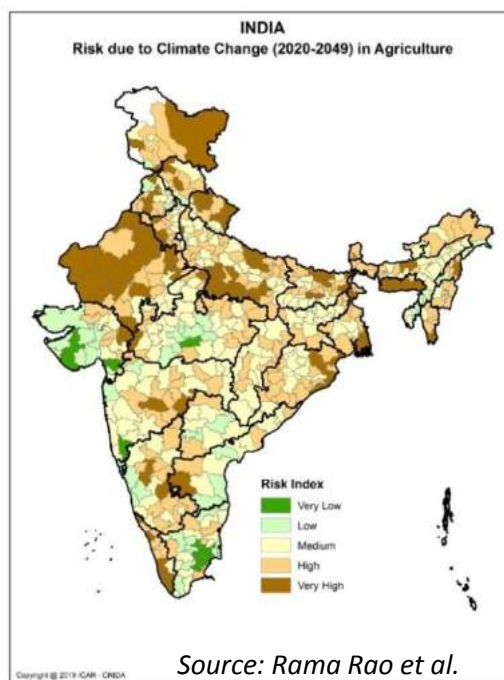 INDIA
Risk due to Climate Change (2020-2049) in Agriculture
Risk Index
Very Low
Low
Medium
High
Very High
Copyright @ 2019 ICAR - CRIDA
Source: Rama Rao et al.